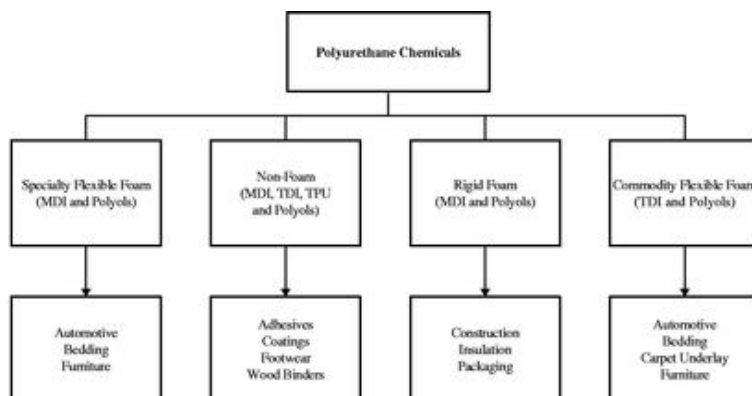 Polyurethane Chemicals
Specialty Flexible Foam
(MDI and Polyols)
Non-Foam
(MDI, TDI, TPU
and Polyols)
Rigid Foam
(MDI and Polyols)
Commodity Flexible Foam
(TDI and Polyols)
Automotive
Bedding
Furniture
Adhesives
Coatings
Footwear
Wood Binders
Construction
Insulation
Packaging
Automotive
Bedding
Carpet Underlay
Furniture